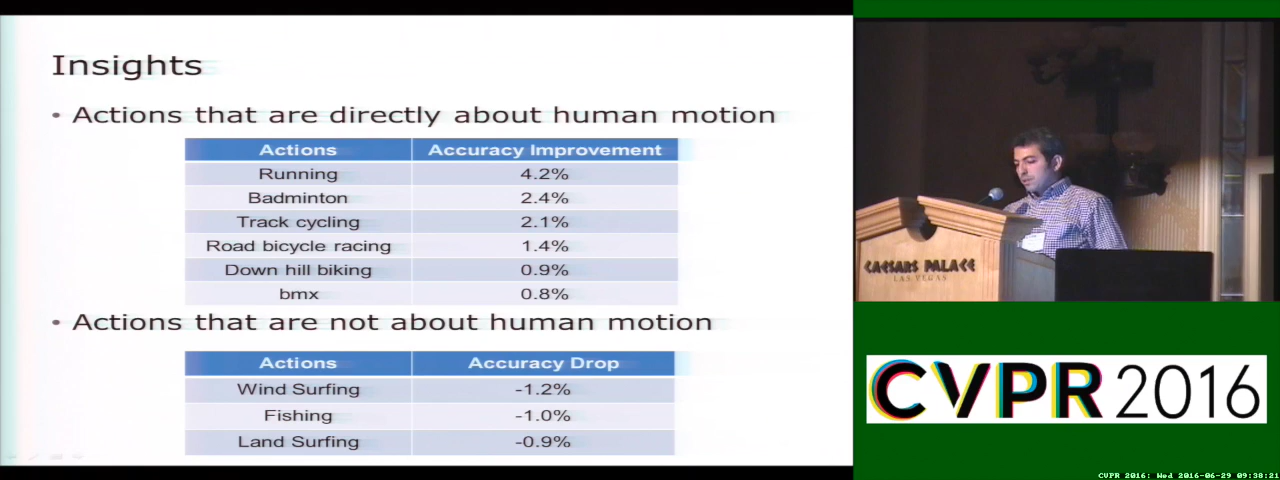 Insights
• Actions that are directly about human motion
Actions Accuracy Improvement
Running 4.2%
Badminton 2.4%
Track cycling 2.1%
Road bicycle racing 1.4%
Down hill biking 0.9%
bmx 0.8%
• Actions that are not about human motion
Actions Accuracy Drop
Wind Surfing -1.2%
Fishing -1.0%
Land Surfing -0.9%
CAESARS PALACE
LAS VEGAS
CVPR 2016
CVPR 2016: Wed 2016-06-29 09:38:21